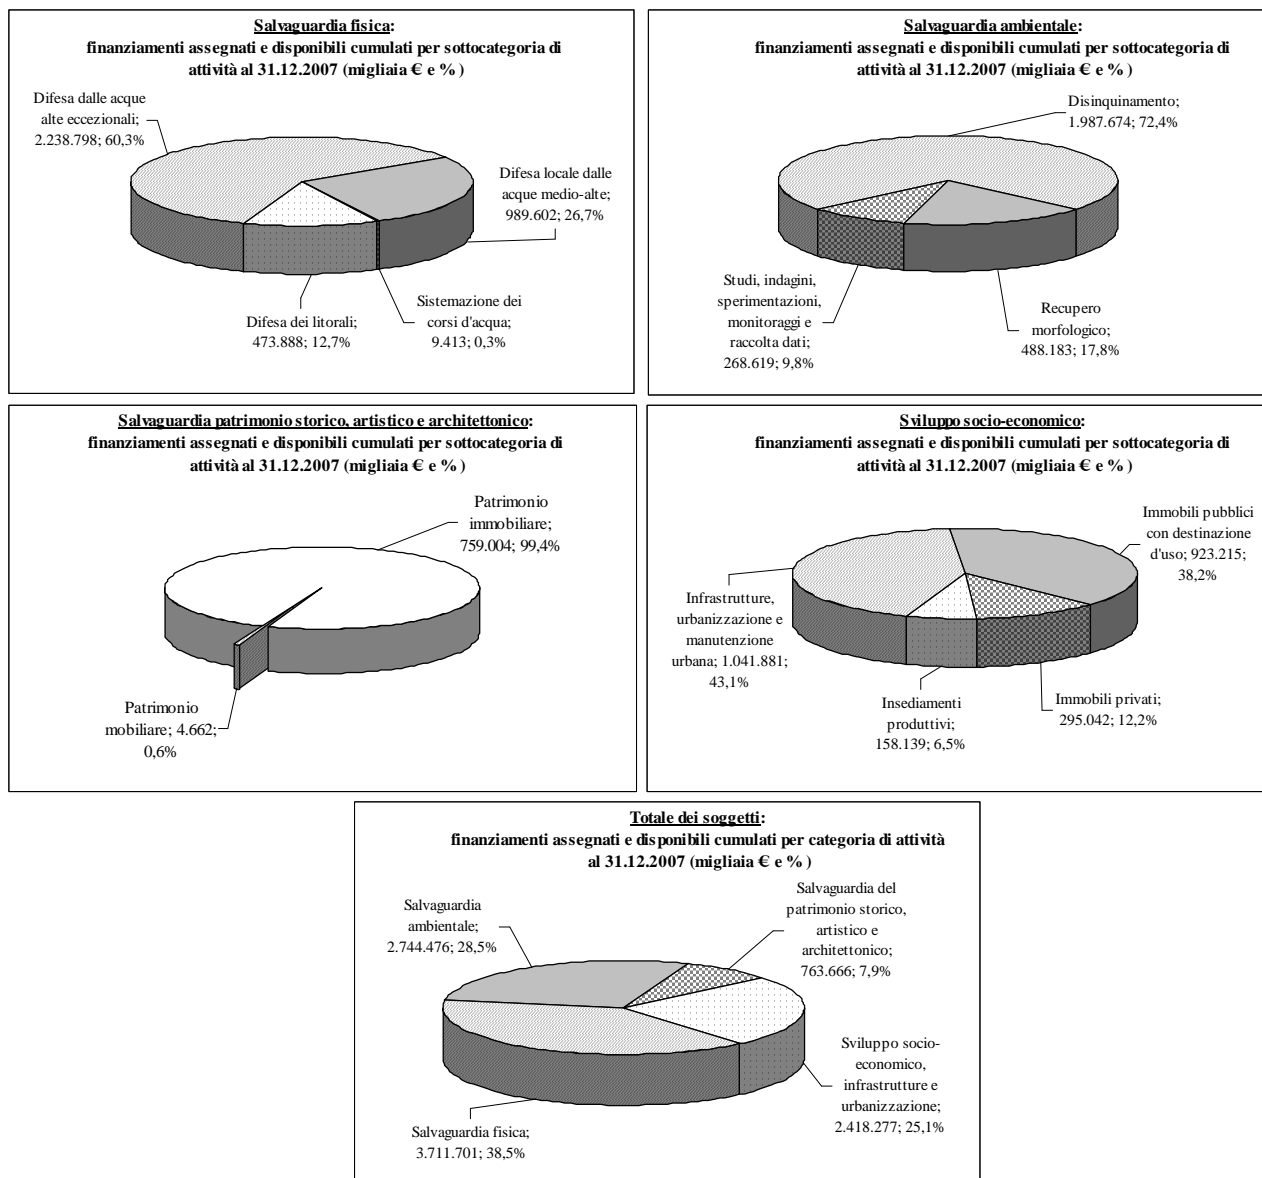 Salvaguardia fisica:
finanziamenti assegnati e disponibili cumulati per sottocategoria di
attività al 31.12.2007 (migliaia € e %)
Difesa dalle acque
alte eccezionali;
2.238.798; 60,3%
Difesa locale dalle
acque medio-alte;
989.602; 26,7%
Difesa dei litorali;
473.888; 12,7%
Sistemazione dei
corsi d'acqua;
9.413; 0,3%
Salvaguardia ambientale:
finanziamenti assegnati e disponibili cumulati per sottocategoria di
attività al 31.12.2007 (migliaia € e %)
Disinquinamento;
1.987.674; 72,4%
Studi, indagini,
sperimentazioni,
monitoraggi e
raccolta dati;
268.619; 9,8%
Recupero
morfologico;
488.183; 17,8%
Salvaguardia patrimonio storico, artistico e architettonico:
finanziamenti assegnati e disponibili cumulati per sottocategoria di
attività al 31.12.2007 (migliaia € e %)
Patrimonio
immobiliare;
759.004; 99,4%
Patrimonio
mobiliare; 4.662;
0,6%
Sviluppo socio-economico:
finanziamenti assegnati e disponibili cumulati per sottocategoria di
attività al 31.12.2007 (migliaia € e %)
Immobili pubblici
con destinazione
d'uso; 923.215;
38,2%
Infrastrutture,
urbanizzazione e
manutenzione
urbana; 1.041.881;
43,1%
Insediamenti
produttivi;
158.139; 6,5%
Immobili privati;
295.042; 12,2%
Totale dei soggetti:
finanziamenti assegnati e disponibili cumulati per categoria di attività
al 31.12.2007 (migliaia € e %)
Salvaguardia
ambientale;
2.744.476; 28,5%
Salvaguardia del
patrimonio storico,
artistico e
architettonico;
763.666; 7,9%
Sviluppo socio-
economico,
infrastrutture e
urbanizzazione;
2.418.277; 25,1%
Salvaguardia fisica;
3.711.701; 38,5%